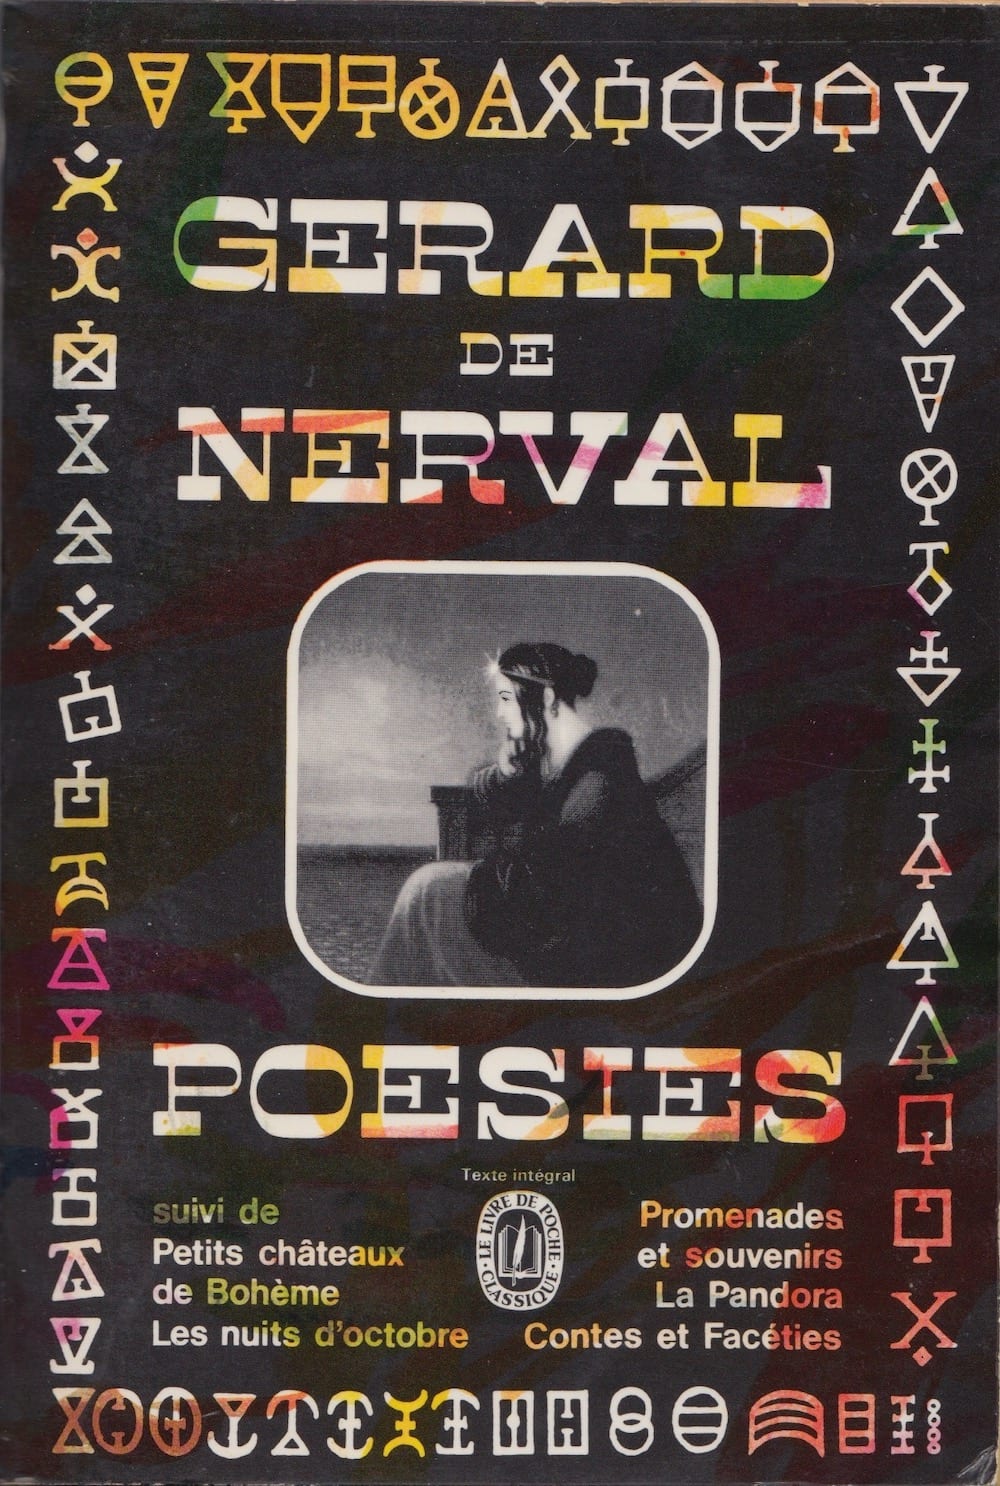 GERARD
DE
NERVAL
POESIES
Texte intégral
suivi de
Petits châteaux
de Bohème
Les nuits d'octobre
LE LIVRE DE POCHE
CLASSIQUE
Promenades
et souvenirs
La Pandora
Contes et Facéties